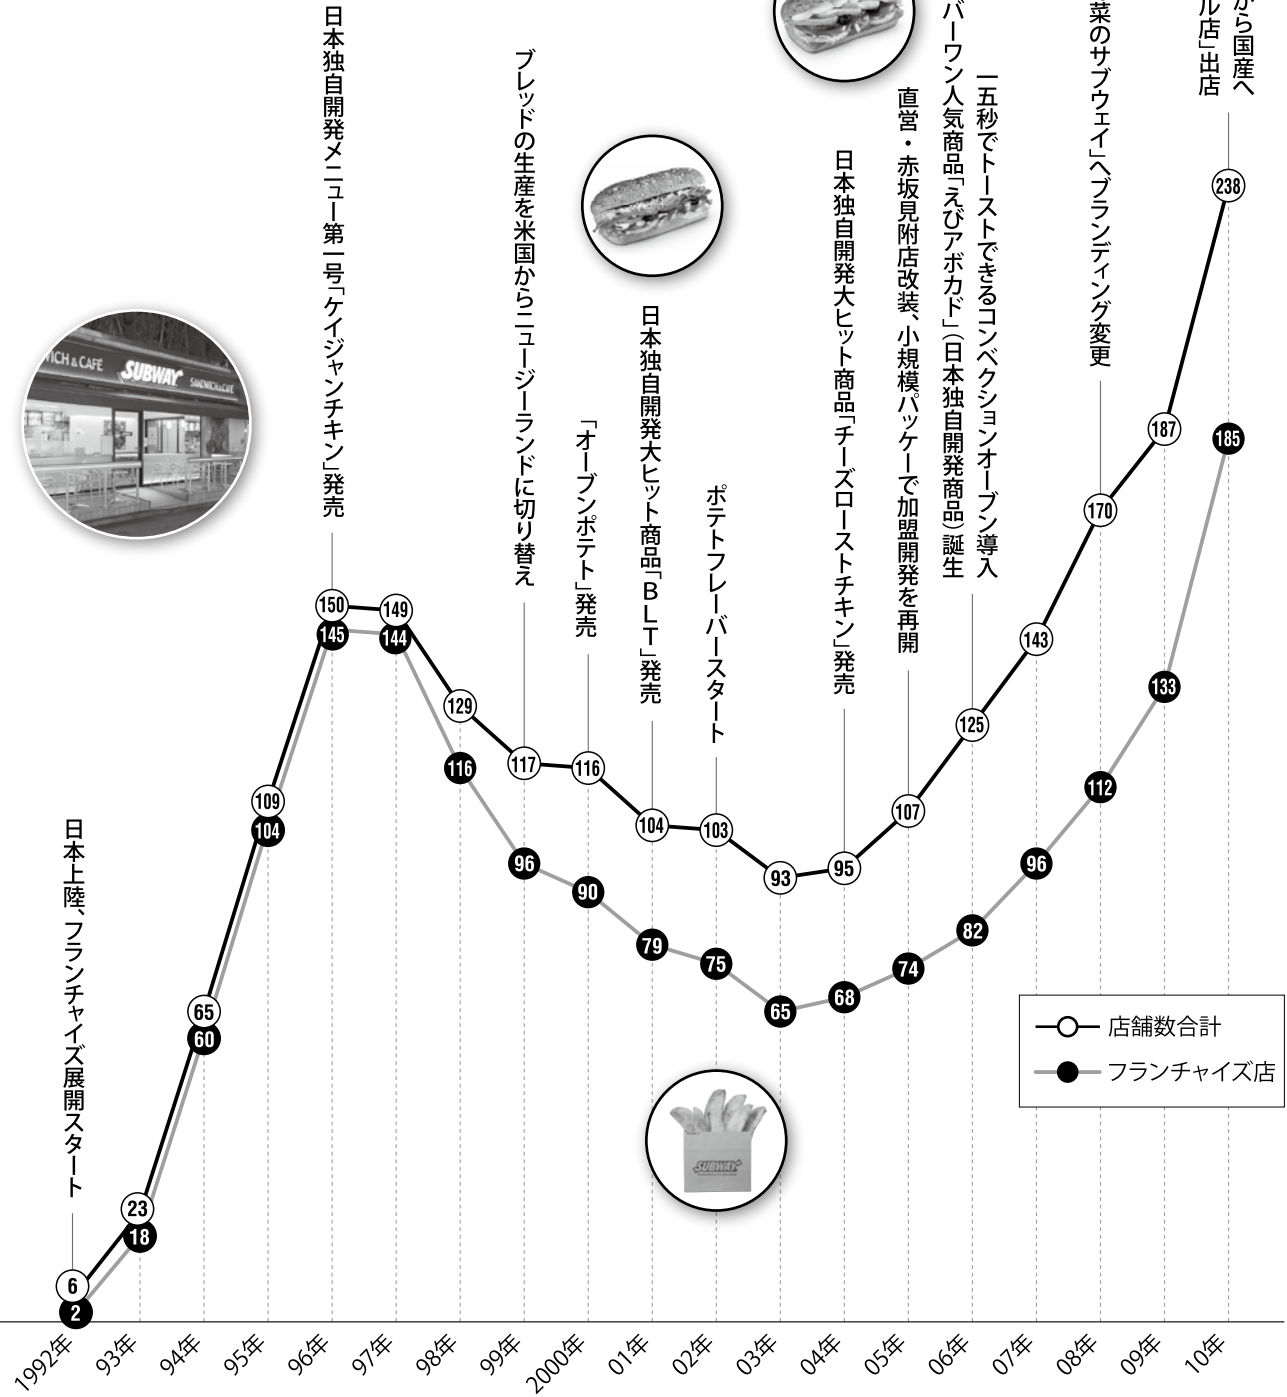 から国産へ
ル店」出店
菜のサブウェイ」へブランディング変更
一五秒でトーストできるコンベクションオーブン導入
バーワン人気商品「えびアボカド」（日本独自開発商品）誕生
直営・赤坂見附店改装、小規模パッケージで加盟開発を再開
日本独自開発大ヒット商品「チーズローストチキン」発売
ポテトフレーバースタート
日本独自開発大ヒット商品「ＢＬＴ」発売
「オーブンポテト」発売
ブレッドの生産を米国からニュージーランドに切り替え
日本独自開発メニュー第一号「ケイジャンチキン」発売
日本上陸、フランチャイズ展開スタート
WICH & CAFÉ
SUBWAY
SANDWICH & CAFÉ
SUBWAY
6
23
65
109
150
149
129
117
116
104
103
93
95
107
125
143
170
187
238
2
18
60
104
145
144
116
96
90
79
75
65
68
74
82
96
112
133
185
店舗数合計
フランチャイズ店
1992年
93年
94年
95年
96年
97年
98年
99年
2000年
01年
02年
03年
04年
05年
06年
07年
08年
09年
10年